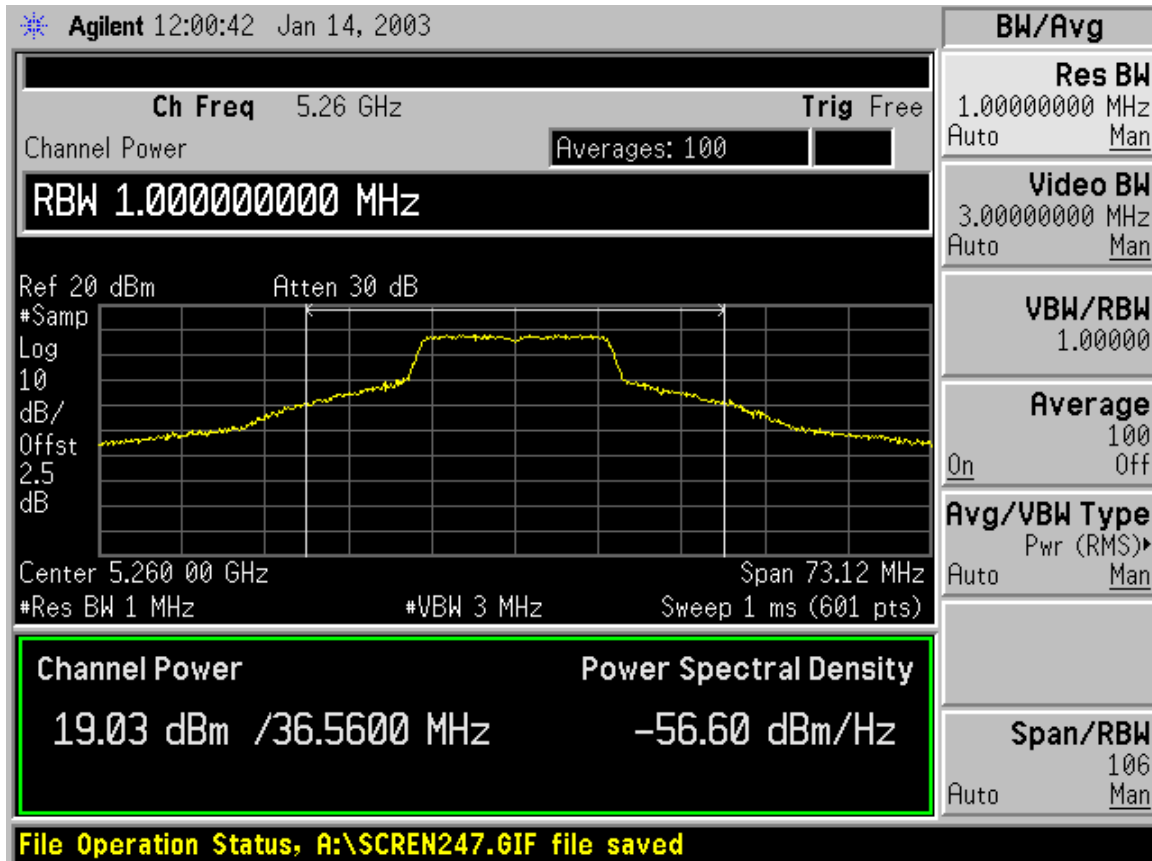 Agilent 12:00:42 Jan 14, 2003
Ch Freq 5.26 GHz Trig Free
Channel Power Averages: 100
RBW 1.000000000 MHz
Ref 20 dBm Atten 30 dB
#Samp
Log
10
dB/
Offst
2.5
dB
Center 5.260 00 GHz Span 73.12 MHz
#Res BW 1 MHz #VBW 3 MHz Sweep 1 ms (601 pts)
Channel Power Power Spectral Density
19.03 dBm /36.5600 MHz -56.60 dBm/Hz
BW/Avg
Res BW
1.00000000 MHz
Auto Man
Video BW
3.00000000 MHz
Auto Man
VBW/RBW
1.00000
Average
100
On Off
Avg/VBW Type
Pwr (RMS)▸
Auto Man
Span/RBW
106
Auto Man
File Operation Status, A:\SCREN247.GIF file saved